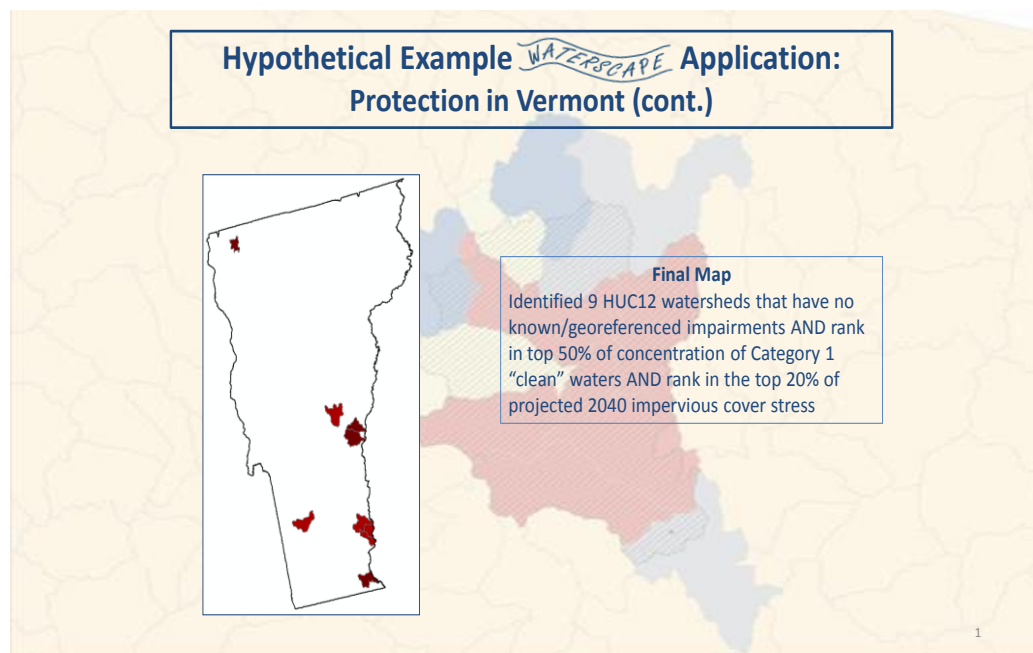 Hypothetical Example WATERSCAPE Application:
Protection in Vermont (cont.)
Final Map
Identified 9 HUC12 watersheds that have no
known/georeferenced impairments AND rank
in top 50% of concentration of Category 1
“clean” waters AND rank in the top 20% of
projected 2040 impervious cover stress
1